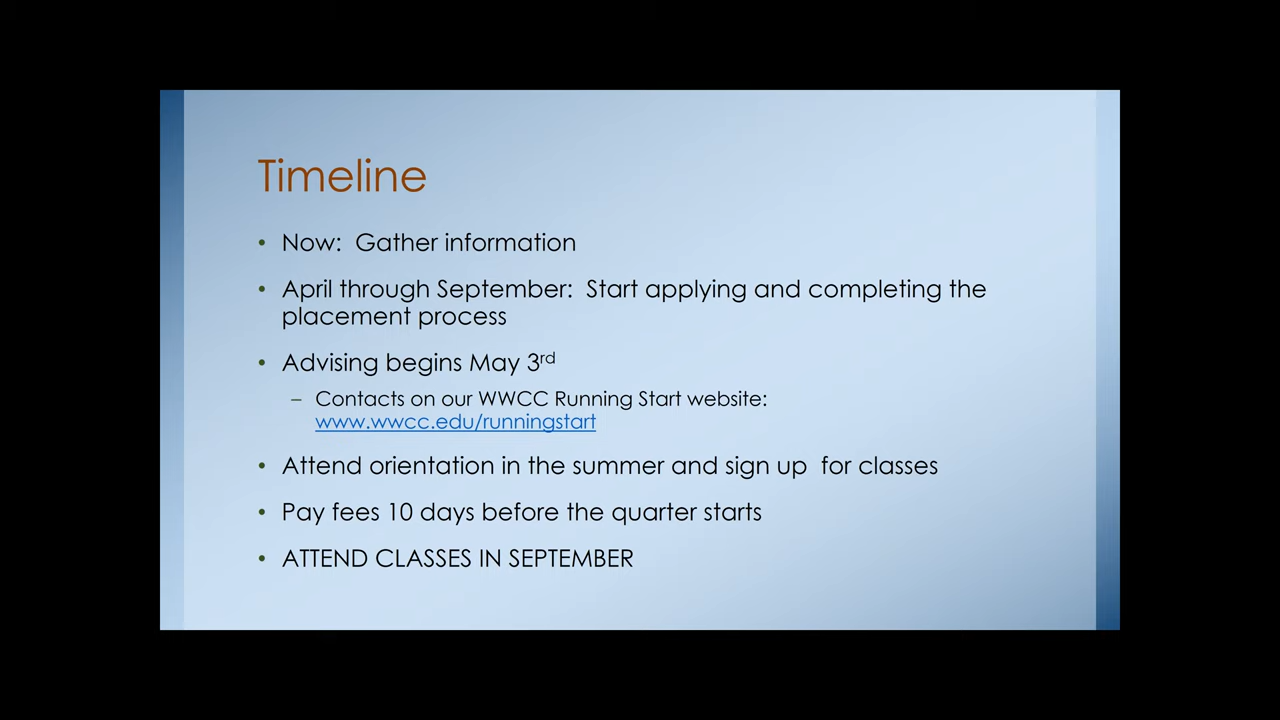 Timeline
• Now:  Gather information
• April through September:  Start applying and completing the
placement process
• Advising begins May 3rd
– Contacts on our WWCC Running Start website:
www.wwcc.edu/runningstart
• Attend orientation in the summer and sign up  for classes
• Pay fees 10 days before the quarter starts
• ATTEND CLASSES IN SEPTEMBER